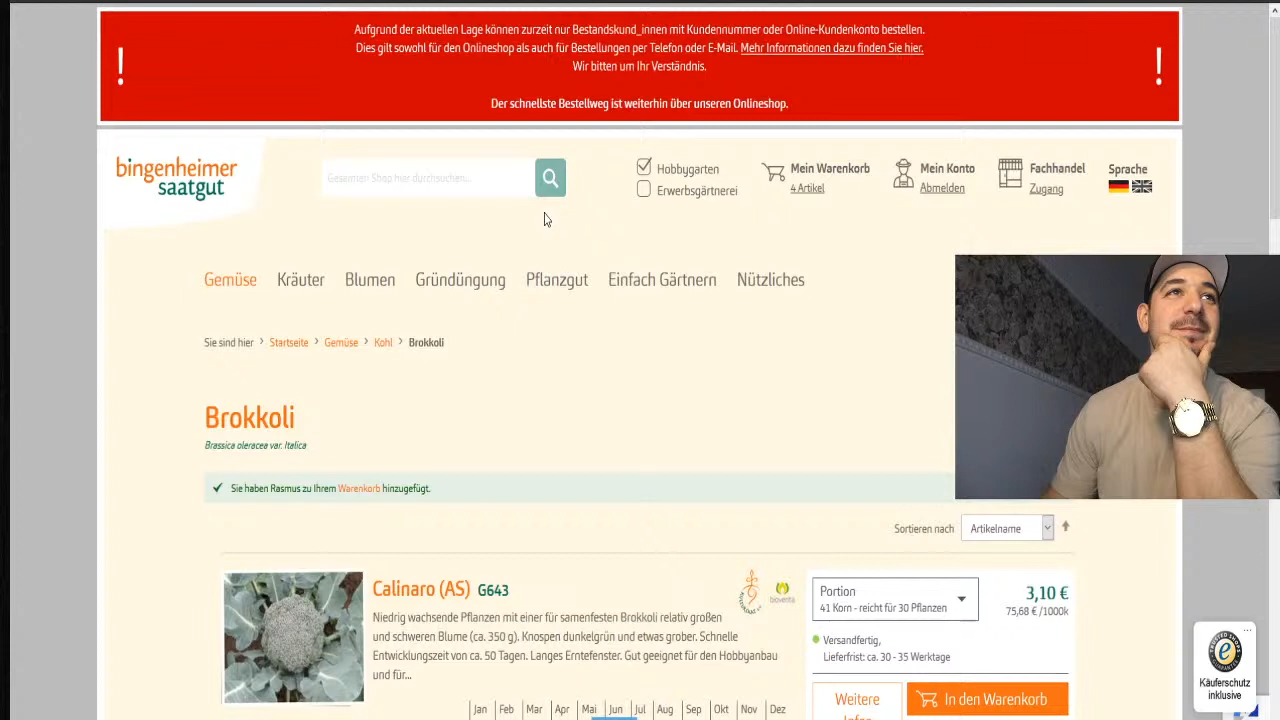 Aufgrund der aktuellen Lage können zurzeit nur Bestandskund_innen mit Kundennummer oder Online-Kundenkonto bestellen.
Dies gilt sowohl für den Onlineshop als auch für Bestellungen per Telefon oder E-Mail. Mehr Informationen dazu finden Sie hier.
Wir bitten um Ihr Verständnis.
! !
Der schnellste Bestellweg ist weiterhin über unseren Onlineshop.
bingenheimer
saatgut
Gesamten Shop hier durchsuchen...
Hobbygarten
Erwerbsgärtnerei
Mein Warenkorb
4 Artikel
Mein Konto
Abmelden
Fachhandel
Zugang
Sprache
Gemüse Kräuter Blumen Gründüngung Pflanzgut Einfach Gärtnern Nützliches
Sie sind hier > Startseite > Gemüse > Kohl > Brokkoli
Brokkoli
Brassica oleracea var. Italica
Sie haben Rasmus zu Ihrem Warenkorb hinzugefügt.
Sortieren nach Artikelname
Calinaro (AS) G643
Niedrig wachsende Pflanzen mit einer für samenfesten Brokkoli relativ großen
und schweren Blume (ca. 350 g). Knospen dunkelgrün und etwas grober. Schnelle
Entwicklungszeit von ca. 50 Tagen. Langes Erntefenster. Gut geeignet für den Hobbyanbau
und für...
bioverita
Portion
41 Korn - reicht für 30 Pflanzen
3,10 €
75,68 € /1000k
Versandfertig,
Lieferfrist: ca. 30 - 35 Werktage
Weitere
Infos
In den Warenkorb
Jan Feb Mar Apr Mai Jun Jul Aug Sep Okt Nov Dez
Käuferschutz
inklusive